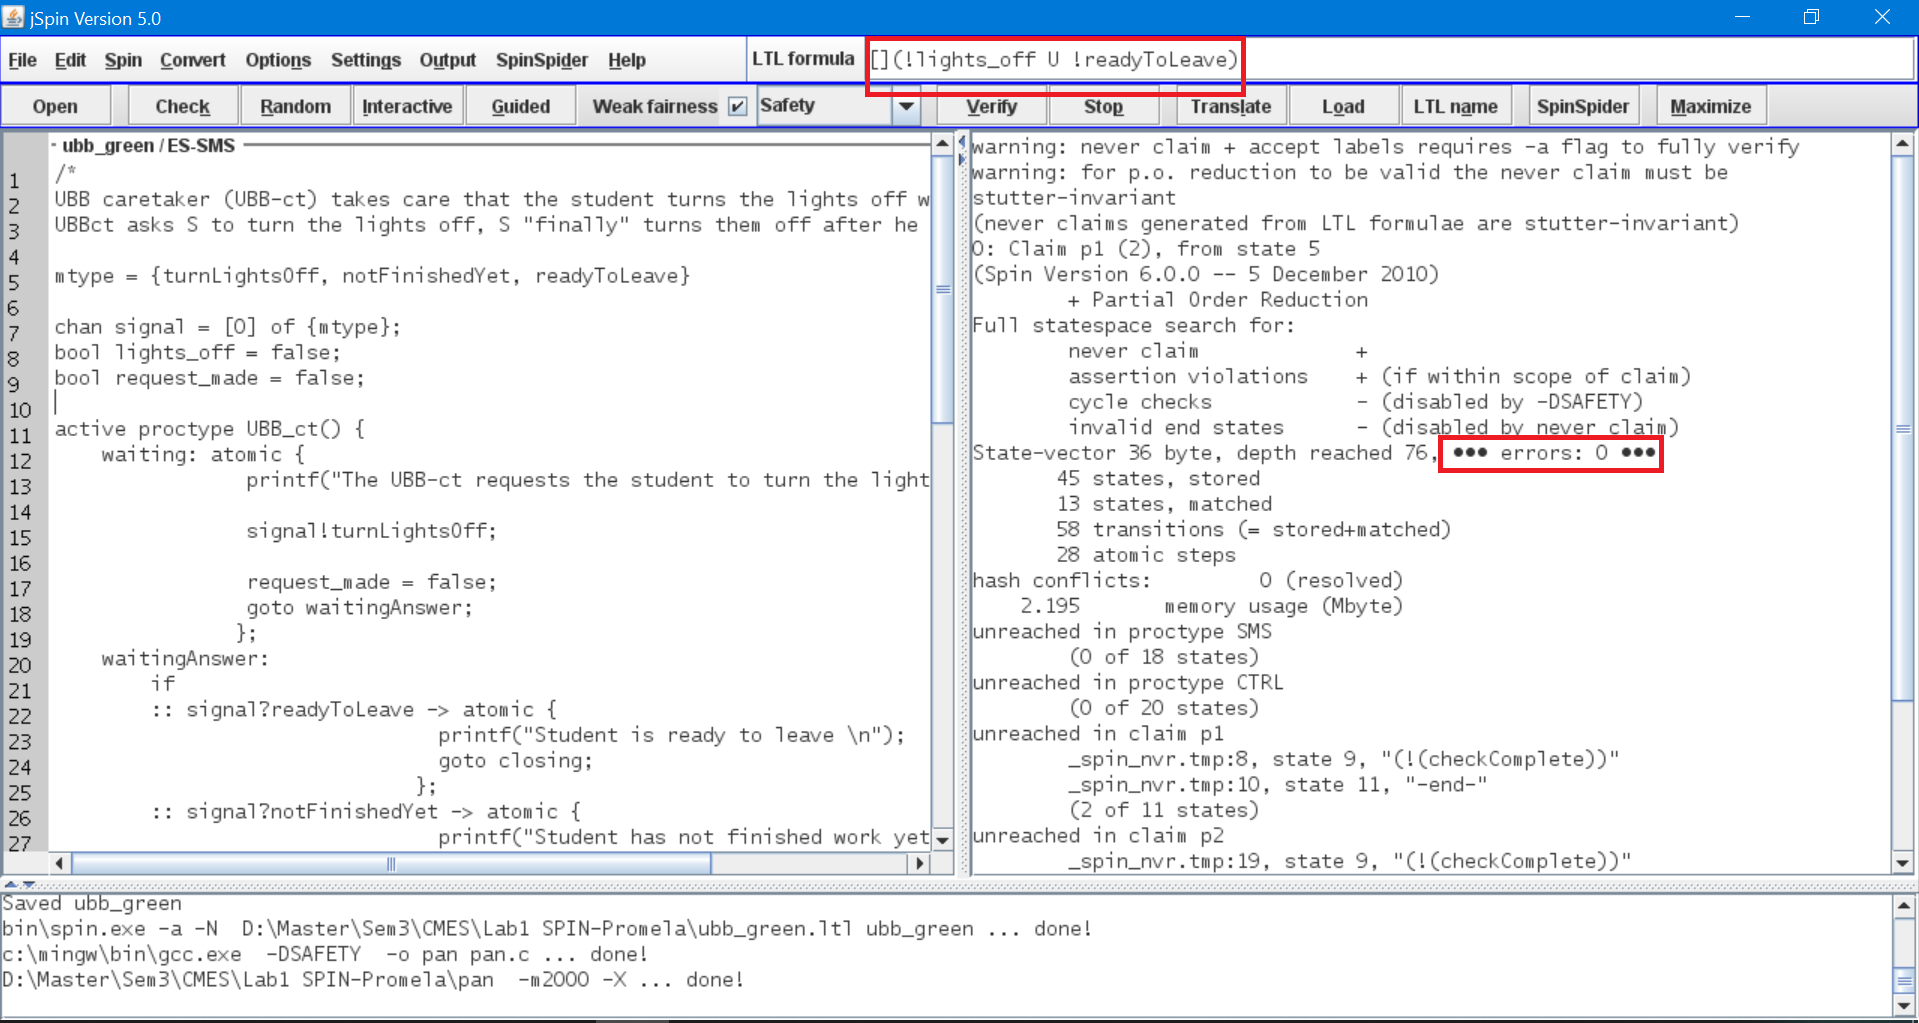 jSpin Version 5.0
File Edit Spin Convert Options Settings Output SpinSpider Help LTL formula [](!lights_off U !readyToLeave)
Open Check Random Interactive Guided Weak fairness Safety Verify Stop Translate Load LTL name SpinSpider Maximize
ubb_green / ES-SMS
1 /*
2 UBB caretaker (UBB-ct) takes care that the student turns the lights off w
3 UBBct asks S to turn the lights off, S "finally" turns them off after he
4
5 mtype = {turnLightsOff, notFinishedYet, readyToLeave}
6
7 chan signal = [0] of {mtype};
8 bool lights_off = false;
9 bool request_made = false;
10
11 active proctype UBB_ct() {
12 waiting: atomic {
13 printf("The UBB-ct requests the student to turn the light
14
15 signal!turnLightsOff;
16
17 request_made = false;
18 goto waitingAnswer;
19 };
20 waitingAnswer:
21 if
22 :: signal?readyToLeave -> atomic {
23 printf("Student is ready to leave \n");
24 goto closing;
25 };
26 :: signal?notFinishedYet -> atomic {
27 printf("Student has not finished work yet
warning: never claim + accept labels requires -a flag to fully verify
warning: for p.o. reduction to be valid the never claim must be
stutter-invariant
(never claims generated from LTL formulae are stutter-invariant)
0: Claim p1 (2), from state 5
(Spin Version 6.0.0 -- 5 December 2010)
+ Partial Order Reduction
Full statespace search for:
never claim +
assertion violations + (if within scope of claim)
cycle checks - (disabled by -DSAFETY)
invalid end states - (disabled by never claim)
State-vector 36 byte, depth reached 76, ●●● errors: 0 ●●●
45 states, stored
13 states, matched
58 transitions (= stored+matched)
28 atomic steps
hash conflicts: 0 (resolved)
2.195 memory usage (Mbyte)
unreached in proctype SMS
(0 of 18 states)
unreached in proctype CTRL
(0 of 20 states)
unreached in claim p1
_spin_nvr.tmp:8, state 9, "(!(checkComplete))"
_spin_nvr.tmp:10, state 11, "-end-"
(2 of 11 states)
unreached in claim p2
_spin_nvr.tmp:19, state 9, "(!(checkComplete))"
Saved ubb_green
bin\spin.exe -a -N D:\Master\Sem3\CMES\Lab1 SPIN-Promela\ubb_green.ltl ubb_green ... done!
c:\mingw\bin\gcc.exe -DSAFETY -o pan pan.c ... done!
D:\Master\Sem3\CMES\Lab1 SPIN-Promela\pan -m2000 -X ... done!